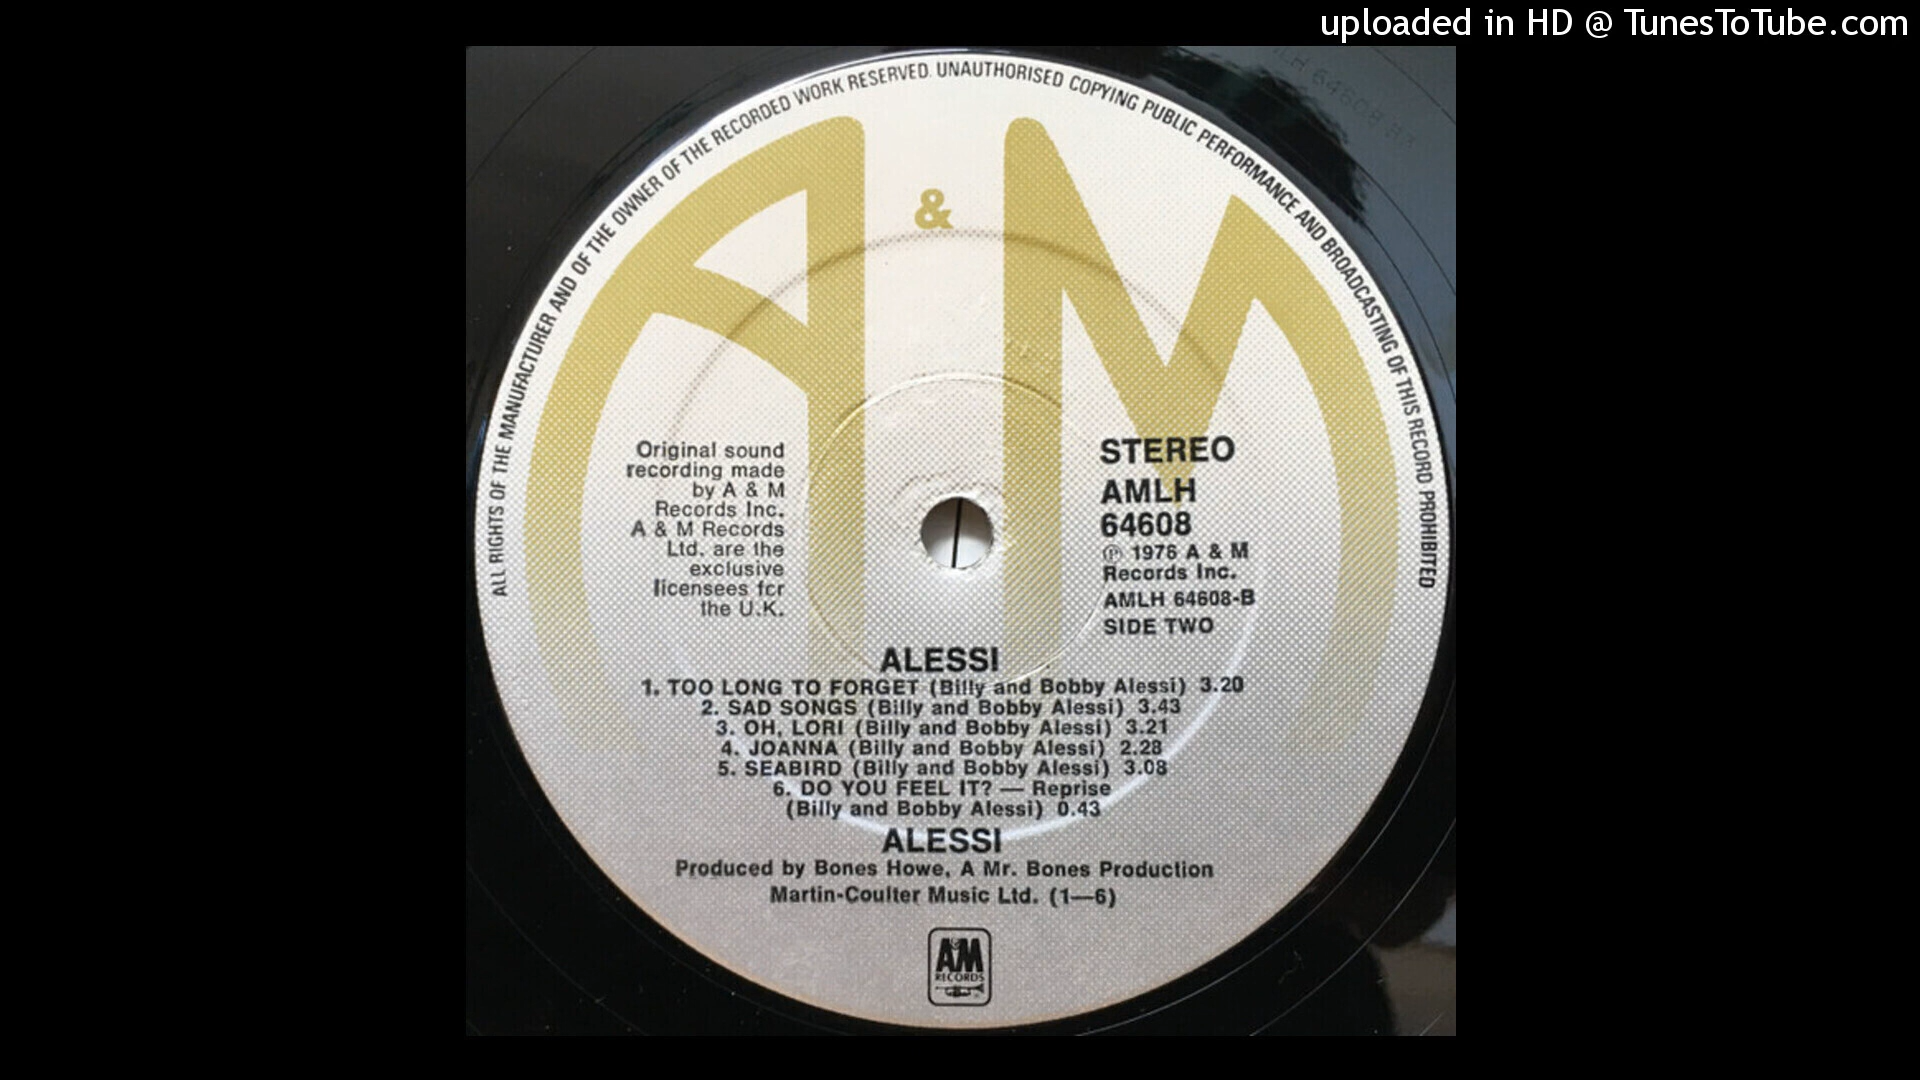 uploaded in HD @ TunesToTube.com
ALL RIGHTS OF THE MANUFACTURER AND OF THE OWNER OF THE RECORDED WORK RESERVED. UNAUTHORISED COPYING PUBLIC PERFORMANCE AND BROADCASTING OF THIS RECORD PROHIBITED
A & M
Original sound
recording made
by A & M
Records Inc.
A & M Records
Ltd. are the
exclusive
licensees for
the U.K.
STEREO
AMLH
64608
℗ 1976 A & M
Records Inc.
AMLH 64608-B
SIDE TWO
ALESSI
1. TOO LONG TO FORGET (Billy and Bobby Alessi) 3.20
2. SAD SONGS (Billy and Bobby Alessi) 3.43
3. OH, LORI (Billy and Bobby Alessi) 3.21
4. JOANNA (Billy and Bobby Alessi) 2.28
5. SEABIRD (Billy and Bobby Alessi) 3.08
6. DO YOU FEEL IT? — Reprise
(Billy and Bobby Alessi) 0.43
ALESSI
Produced by Bones Howe, A Mr. Bones Production
Martin-Coulter Music Ltd. (1—6)
A&M
RECORDS